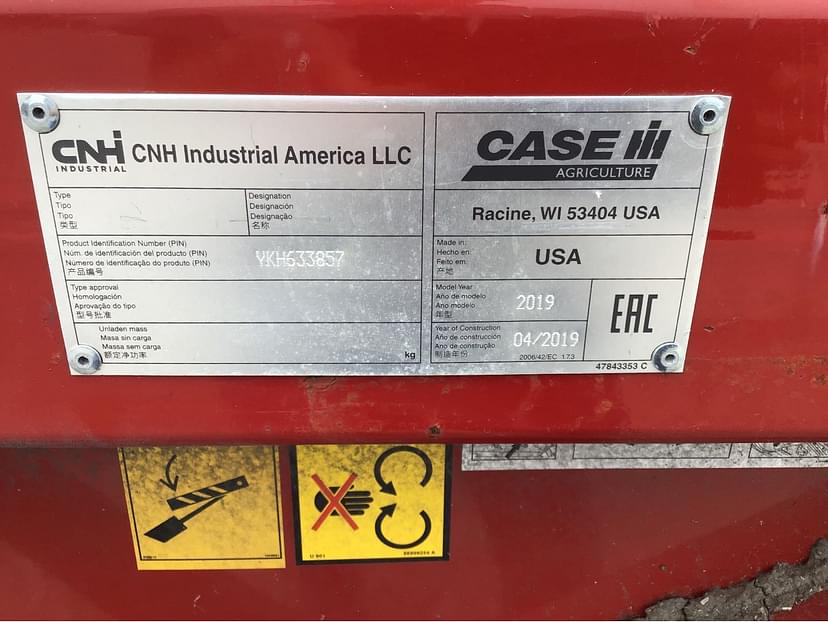 CNH INDUSTRIAL CNH Industrial America LLC
CASE IH
AGRICULTURE
Racine, WI 53404 USA
Type
Tipo
Tipo
类型
Designation
Designación
Designação
名称
Product Identification Number (PIN)
Núm. de identificación del producto (PIN)
Número de identificação do produto (PIN)
产品编号
YKH633857
Made in:
Hecho en:
Feito em:
产地
USA
Type approval
Homologación
Aprovação do tipo
型号批准
Model Year
Año de modelo
Ano modelo
年型
2019
EAC
Unladen mass
Masa sin carga
Massa sem carga
额定净功率
kg
Year of Construction
Año de construcción
Ano de construção
制造年份
04/2019
2006/42/EC 1.7.3
47843353 C